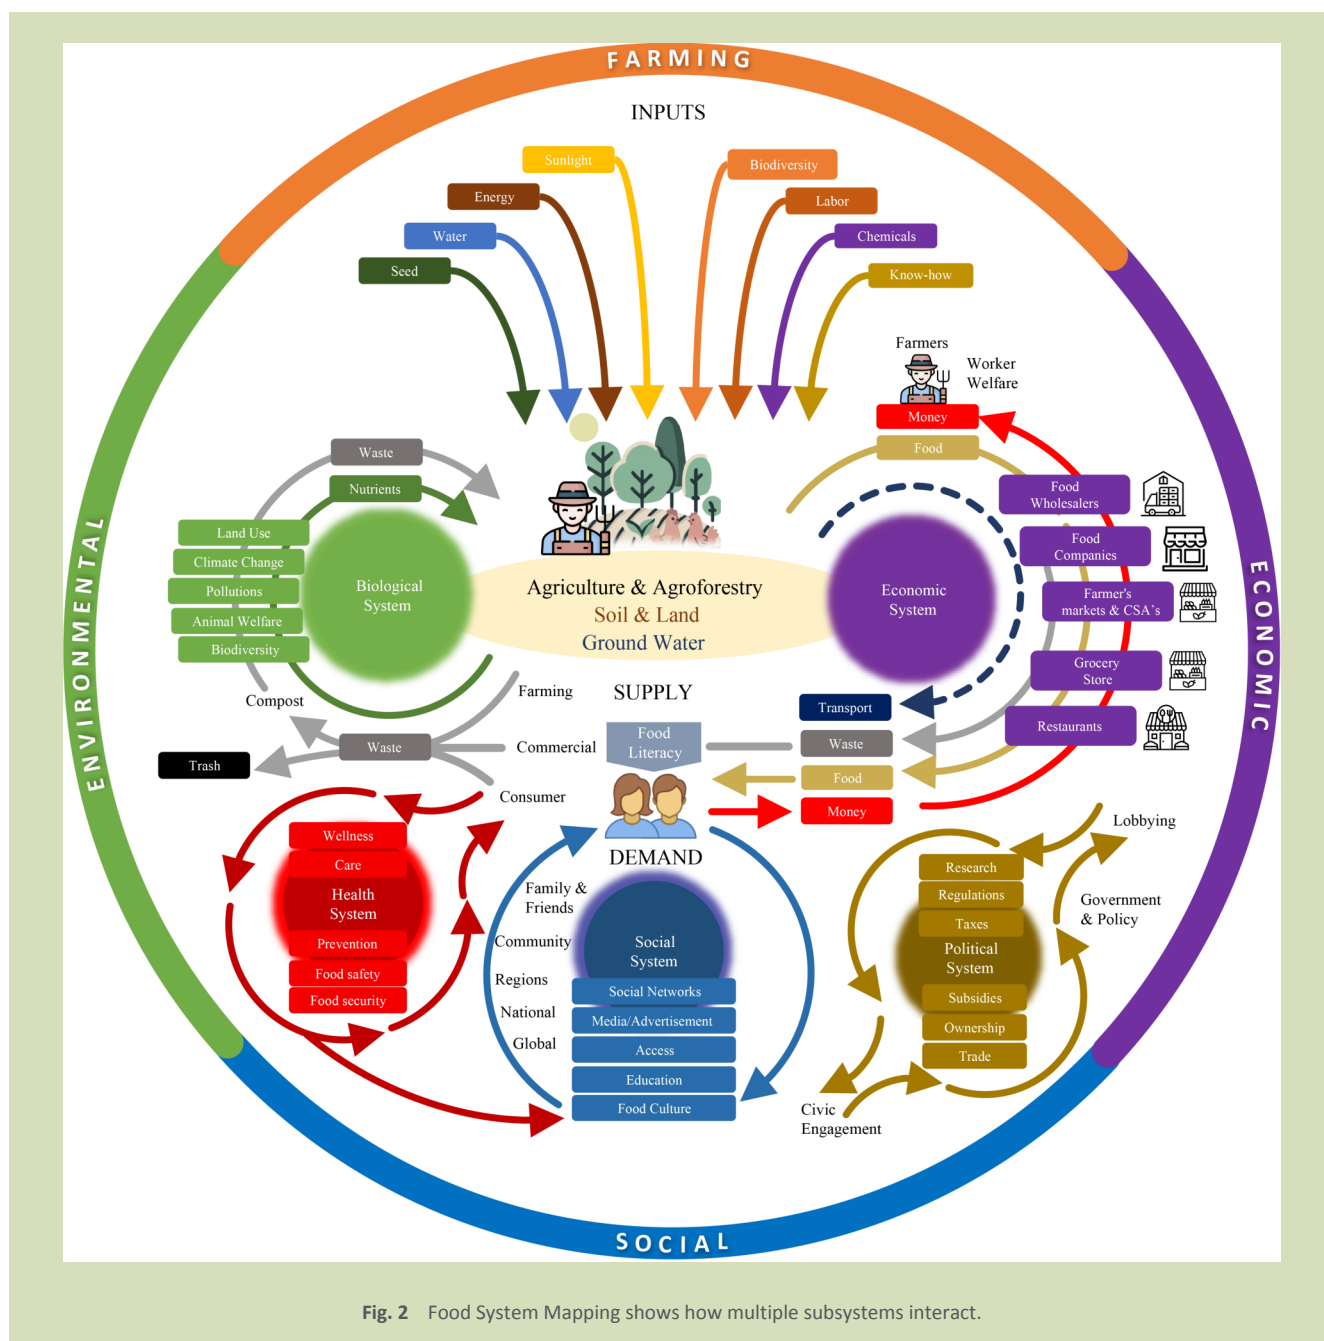 FARMING
INPUTS
Sunlight
Biodiversity
Energy
Labor
Water
Chemicals
Seed
Know-how
Farmers
Worker
Welfare
Money
Food
Waste
Nutrients
Land Use
Climate Change
Pollutions
Animal Welfare
Biodiversity
Compost
Biological
System
Agriculture & Agroforestry
Soil & Land
Ground Water
Economic
System
Food
Wholesalers
Food
Companies
Farmer's
markets & CSA's
Grocery
Store
Restaurants
ENVIRONMENTAL
ECONOMIC
SUPPLY
Farming
Commercial
Consumer
Waste
Trash
Food
Literacy
Transport
Waste
Food
Money
DEMAND
Wellness
Care
Health
System
Prevention
Food safety
Food security
Family &
Friends
Community
Regions
National
Global
Social
System
Social Networks
Media/Advertisement
Access
Education
Food Culture
Lobbying
Government
& Policy
Research
Regulations
Taxes
Political
System
Subsidies
Ownership
Trade
Civic
Engagement
SOCIAL
Fig. 2 Food System Mapping shows how multiple subsystems interact.